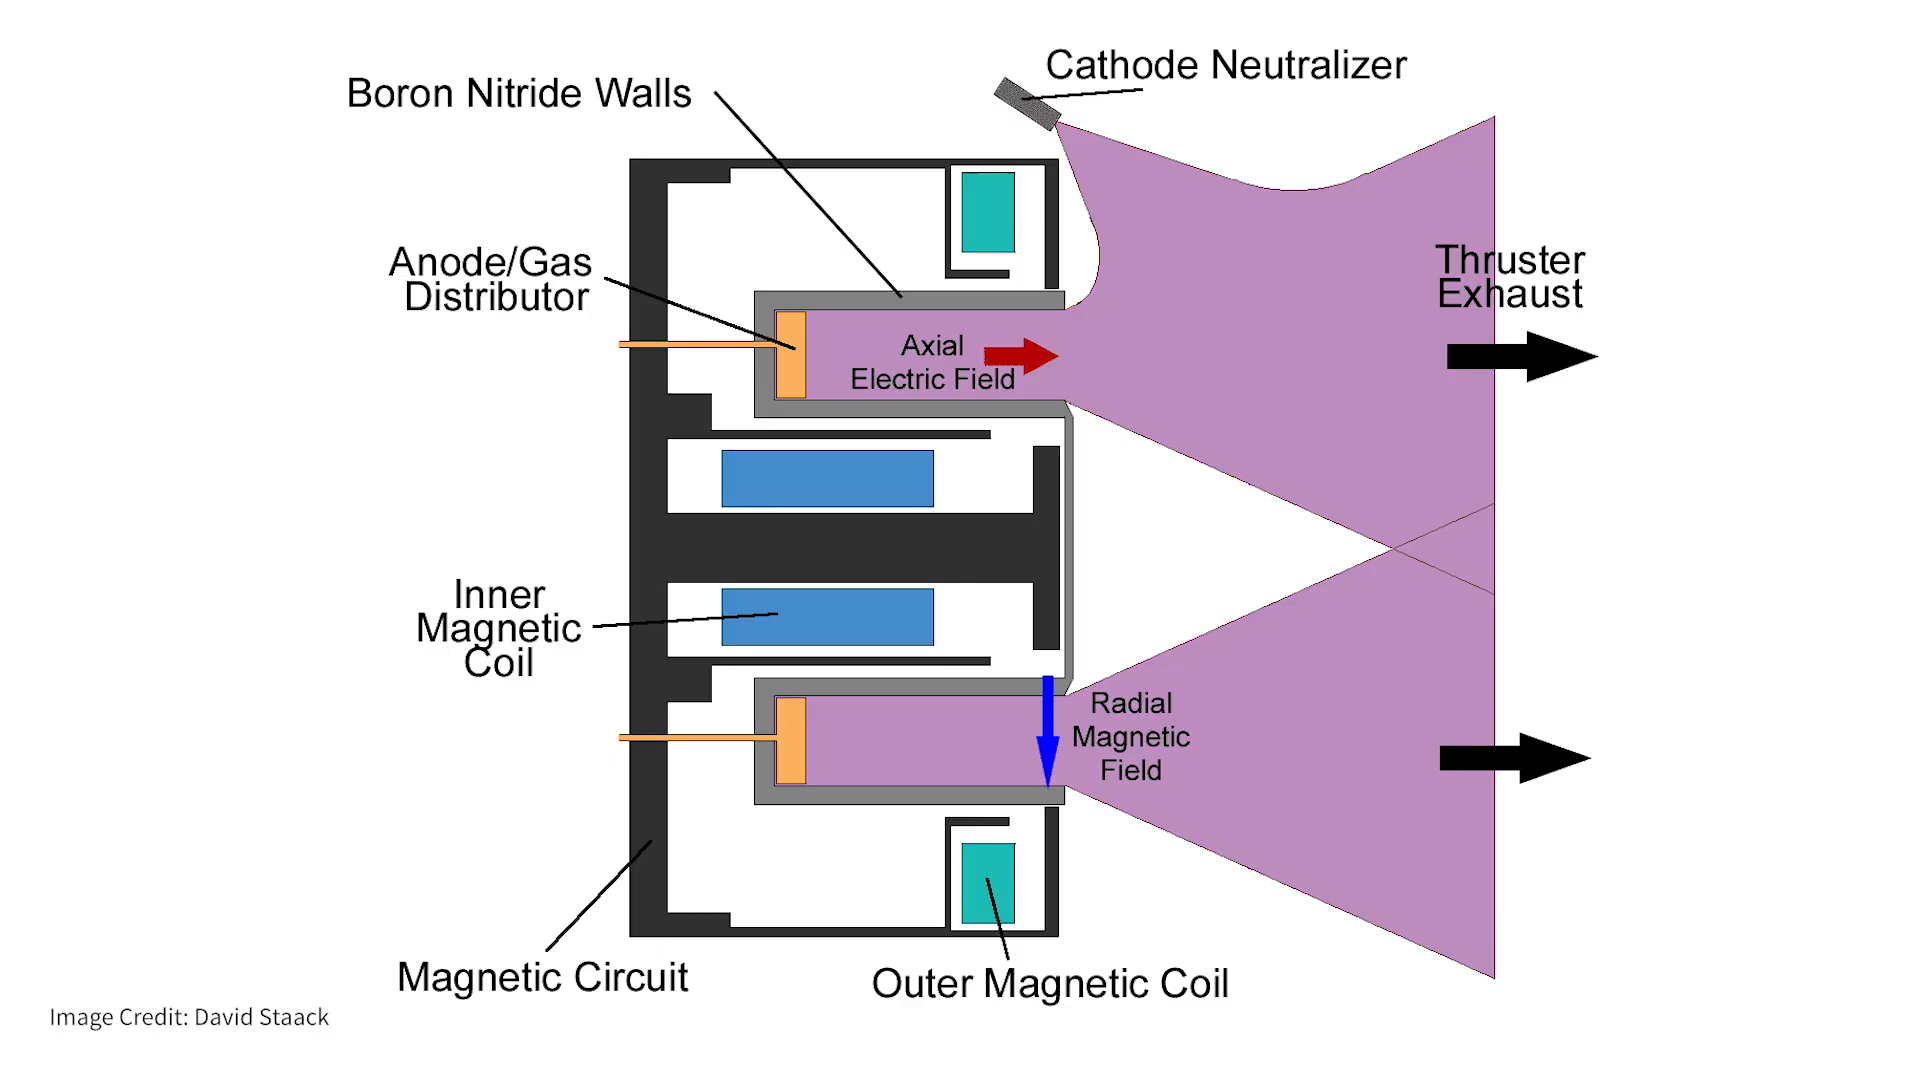 Cathode Neutralizer
Boron Nitride Walls
Anode/Gas
Distributor
Thruster
Exhaust
Axial
Electric Field
Inner
Magnetic
Coil
Radial
Magnetic
Field
Magnetic Circuit
Outer Magnetic Coil
Image Credit: David Staack